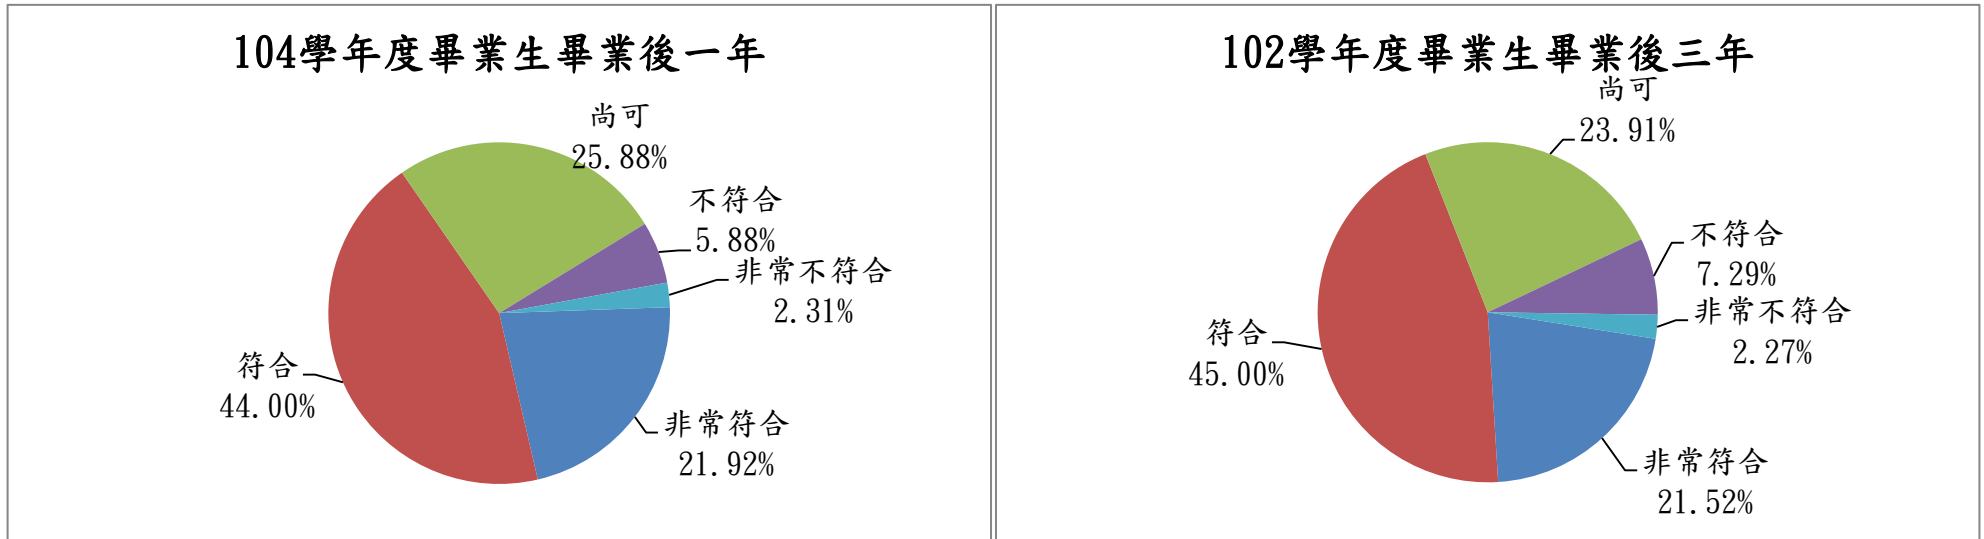 104學年度畢業生畢業後一年
尚可
25.88%
不符合
5.88%
非常不符合
2.31%
符合
44.00%
非常符合
21.92%
102學年度畢業生畢業後三年
尚可
23.91%
不符合
7.29%
非常不符合
2.27%
符合
45.00%
非常符合
21.52%